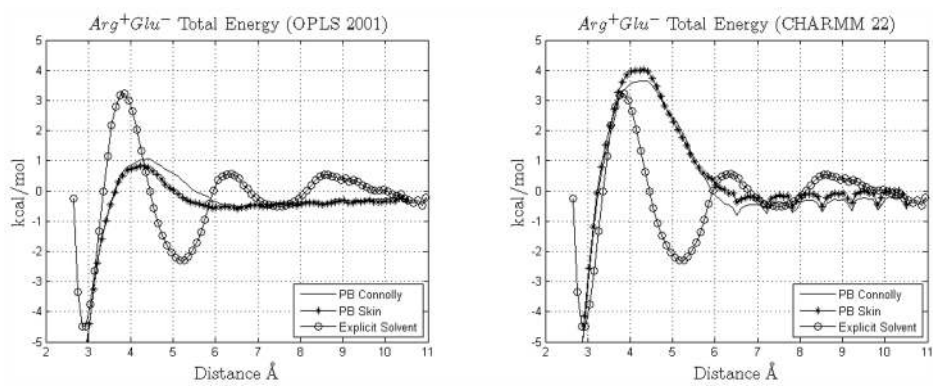 Arg+Glu− Total Energy (OPLS 2001)
5
4
3
2
1
0
-1
-2
-3
-4
-5
kcal/mol
PB Connolly
PB Skin
Explicit Solvent
2 3 4 5 6 7 8 9 10 11
Distance Å
Arg+Glu− Total Energy (CHARMM 22)
5
4
3
2
1
0
-1
-2
-3
-4
-5
kcal/mol
PB Connolly
PB Skin
Explicit Solvent
2 3 4 5 6 7 8 9 10 11
Distance Å